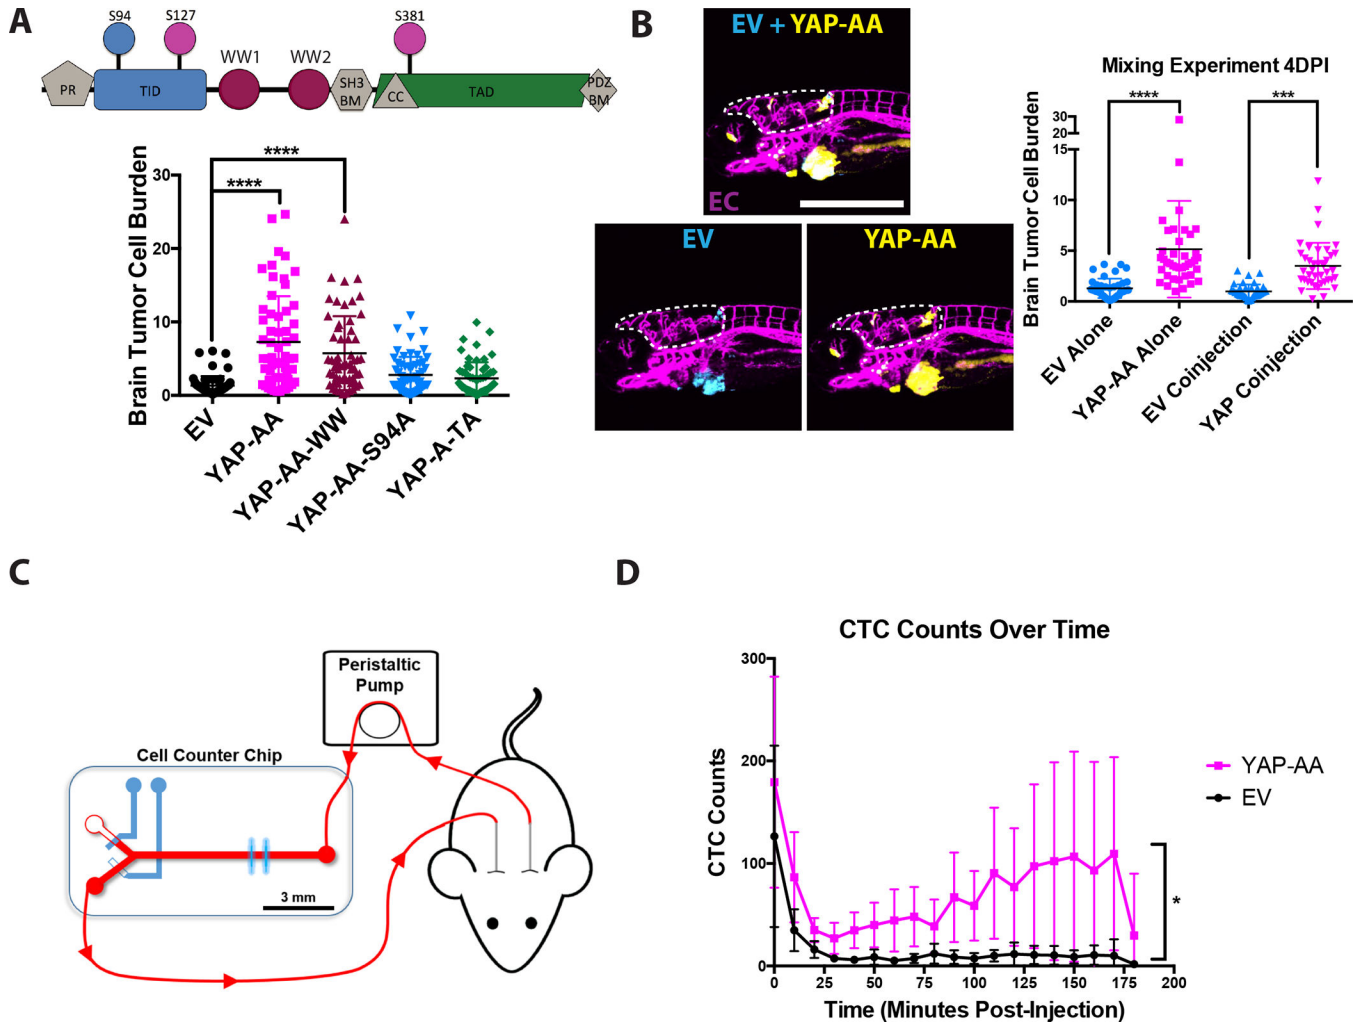 A
S94
S127
S381
WW1
WW2
PR
TID
SH3
BM
CC
TAD
PDZ
BM
Brain Tumor Cell Burden
30
20
10
0
****
****
EV
YAP-AA
YAP-AA-WW
YAP-AA-S94A
YAP-A-TA
B
EV + YAP-AA
EC
EV
YAP-AA
Mixing Experiment 4DPI
Brain Tumor Cell Burden
30
20
15
10
5
0
****
***
EV Alone
YAP-AA Alone
EV Coinjection
YAP Coinjection
C
Peristaltic
Pump
Cell Counter Chip
3 mm
D
CTC Counts Over Time
CTC Counts
300
200
100
0
0 25 50 75 100 125 150 175 200
Time (Minutes Post-Injection)
YAP-AA
EV
*